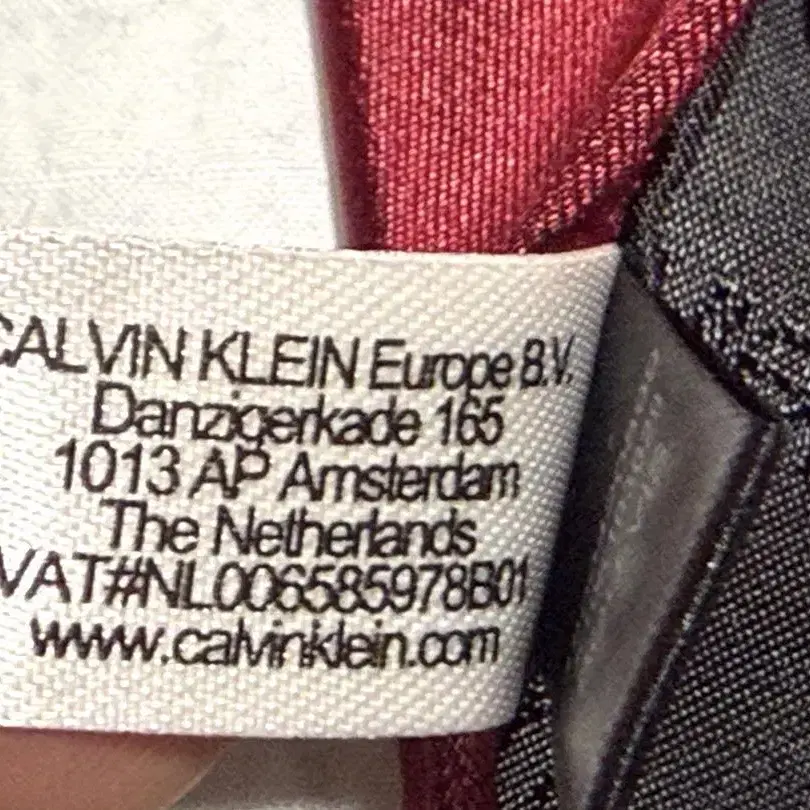 CALVIN KLEIN Europe B.V.
Danzigerkade 165
1013 AP Amsterdam
The Netherlands
VAT#NL006585978B01
www.calvinklein.com